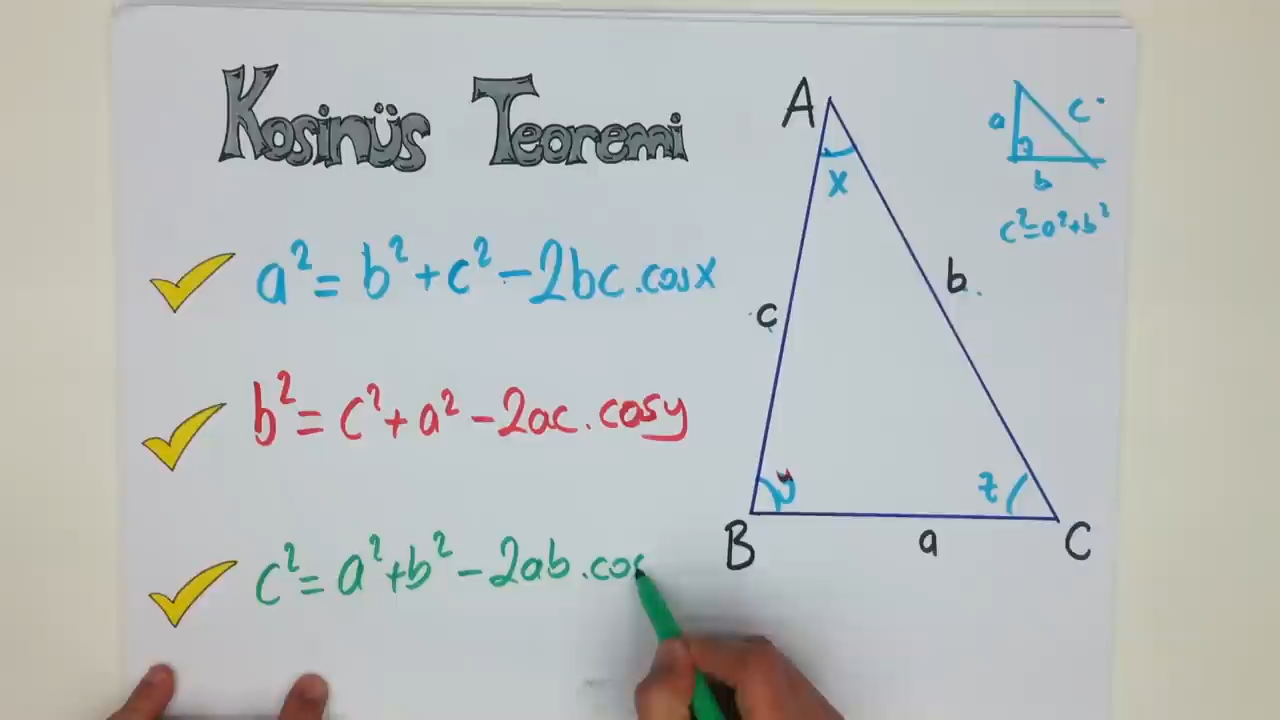 Kosinüs Teoremi
a² = b² + c² - 2bc.cosx
b² = c² + a² - 2ac.cosy
c² = a² + b² - 2ab.cos
A
x
c
b
y
z
B
a
C
a
c
b
c² = a² + b²